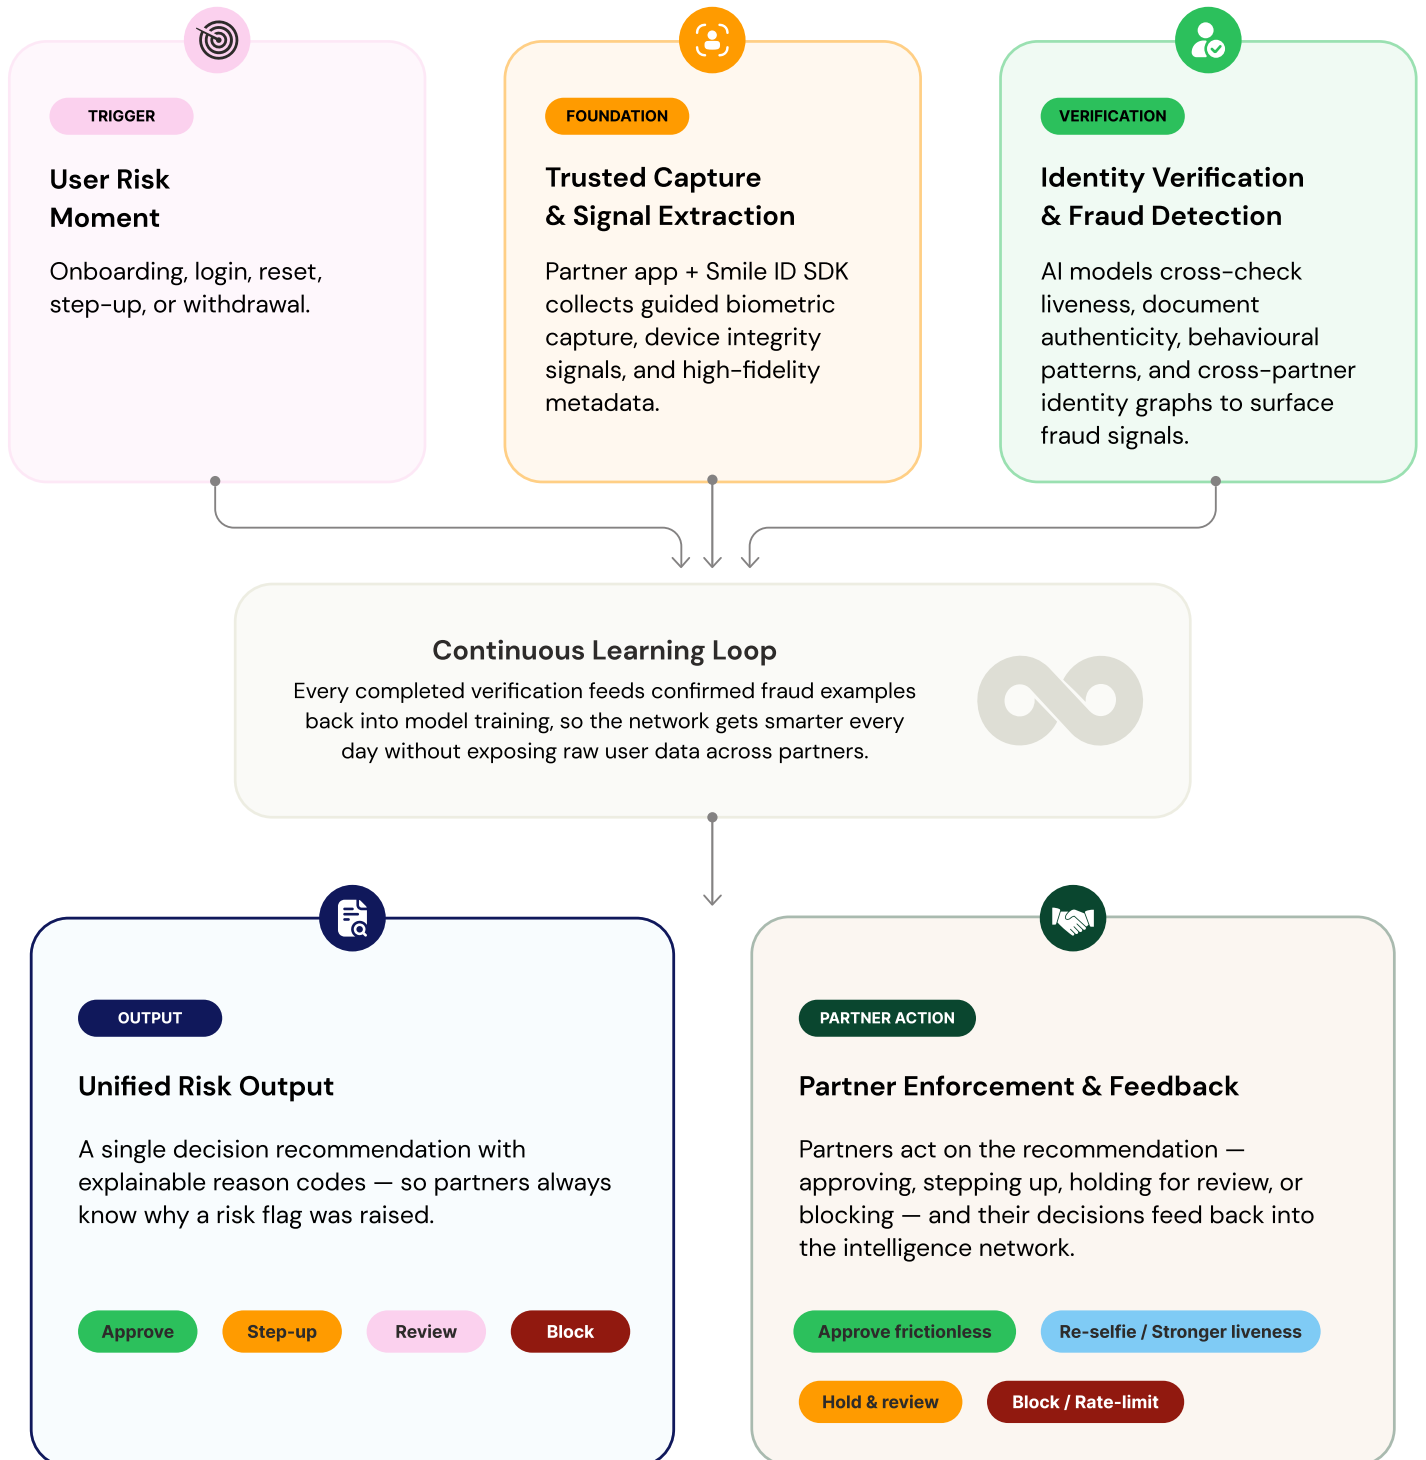 TRIGGER
User Risk
Moment
Onboarding, login, reset,
step-up, or withdrawal.
FOUNDATION
Trusted Capture
& Signal Extraction
Partner app + Smile ID SDK
collects guided biometric
capture, device integrity
signals, and high-fidelity
metadata.
VERIFICATION
Identity Verification
& Fraud Detection
AI models cross-check
liveness, document
authenticity, behavioural
patterns, and cross-partner
identity graphs to surface
fraud signals.
Continuous Learning Loop
Every completed verification feeds confirmed fraud examples
back into model training, so the network gets smarter every
day without exposing raw user data across partners.
OUTPUT
Unified Risk Output
A single decision recommendation with
explainable reason codes — so partners always
know why a risk flag was raised.
Approve
Step-up
Review
Block
PARTNER ACTION
Partner Enforcement & Feedback
Partners act on the recommendation —
approving, stepping up, holding for review, or
blocking — and their decisions feed back into
the intelligence network.
Approve frictionless
Re-selfie / Stronger liveness
Hold & review
Block / Rate-limit